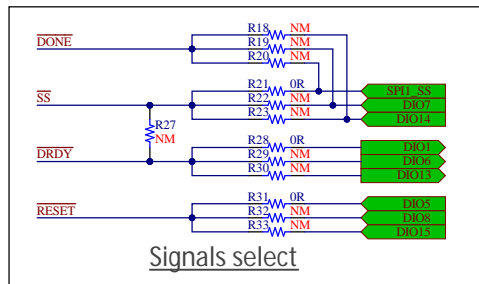 R18 NM
DONE R19 NM
R20 NM
SS R21 0R SPI1_SS
R22 NM DIO7
R23 NM DIO14
R27
NM
DRDY R28 0R DIO1
R29 NM DIO6
R30 NM DIO13
RESET R31 0R DIO5
R32 NM DIO8
R33 NM DIO15
Signals select